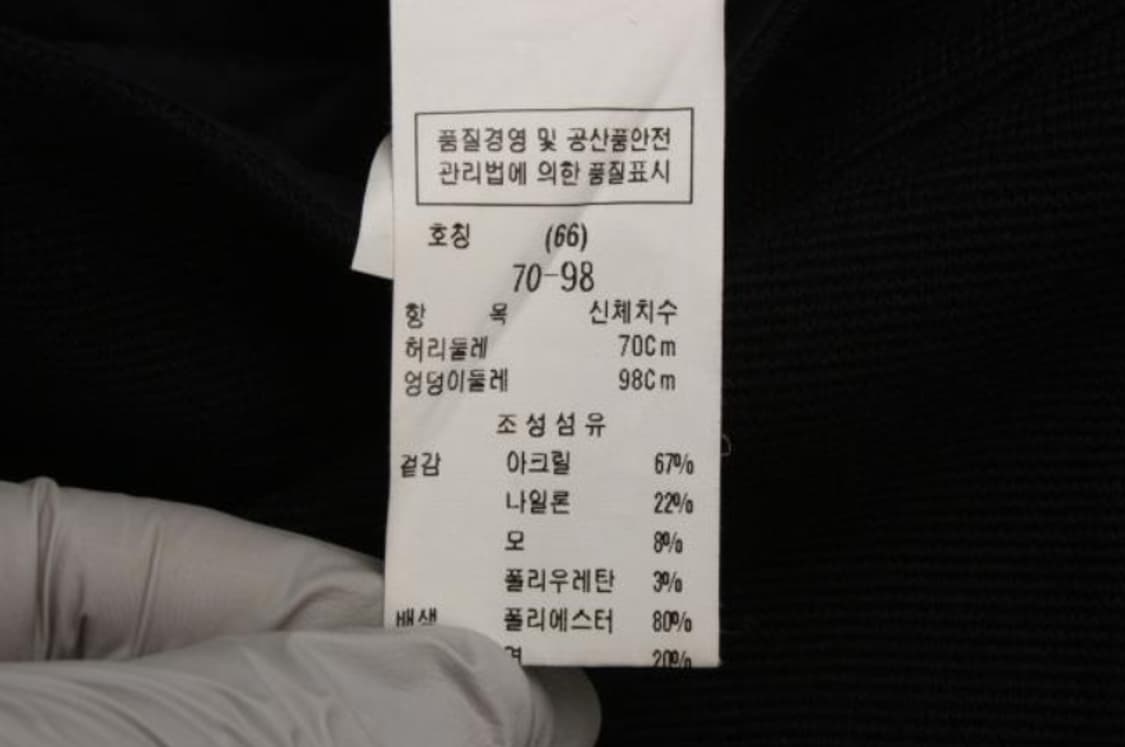 품질경영 및 공산품안전
관리법에 의한 품질표시
호칭 (66)
70-98
항 목 신체치수
허리둘레 70Cm
엉덩이둘레 98Cm
조성섬유
겉감 아크릴 67%
나일론 22%
모 8%
폴리우레탄 3%
배색 폴리에스터 80%
20%